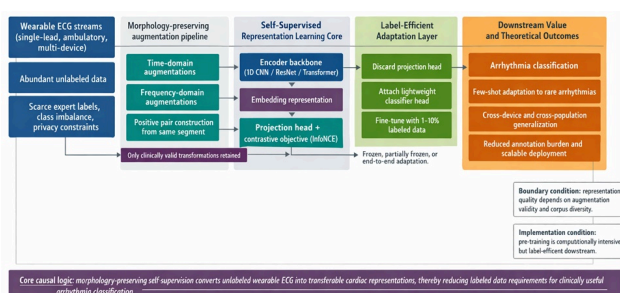 Wearable ECG streams
(single-lead, ambulatory,
multi-device)
Abundant unlabeled data
Scarce expert labels,
class imbalance,
privacy constraints
Morphology-preserving
augmentation pipeline
Time-domain
augmentations
Frequency-domain
augmentations
Positive pair construction
from same segment
Only clinically valid transformations retained
Self-Supervised
Representation Learning Core
Encoder backbone
(1D CNN / ResNet / Transformer)
Embedding representation
Projection head +
contrastive objective (InfoNCE)
Label-Efficient
Adaptation Layer
Discard projection head
Attach lightweight
classifier head
Fine-tune with 1-10%
labeled data
Frozen, partially frozen, or
end-to-end adaptation.
Downstream Value
and Theoretical Outcomes
Arrhythmia classification
Few-shot adaptation to rare arrhythmias
Cross-device and cross-population
generalization
Reduced annotation burden and
scalable deployment
Boundary condition: representation
quality depends on augmentation
validity and corpus diversity.
Implementation condition:
pre-training is computionally intensive
but label-efficent downstream.
Core causal logic: morphologry-preserving self-supervision converts unlabeled wearable ECG into transferable cardiac representations, thereby reducing labeled data requirements for clinically useful
arrhythmia classification